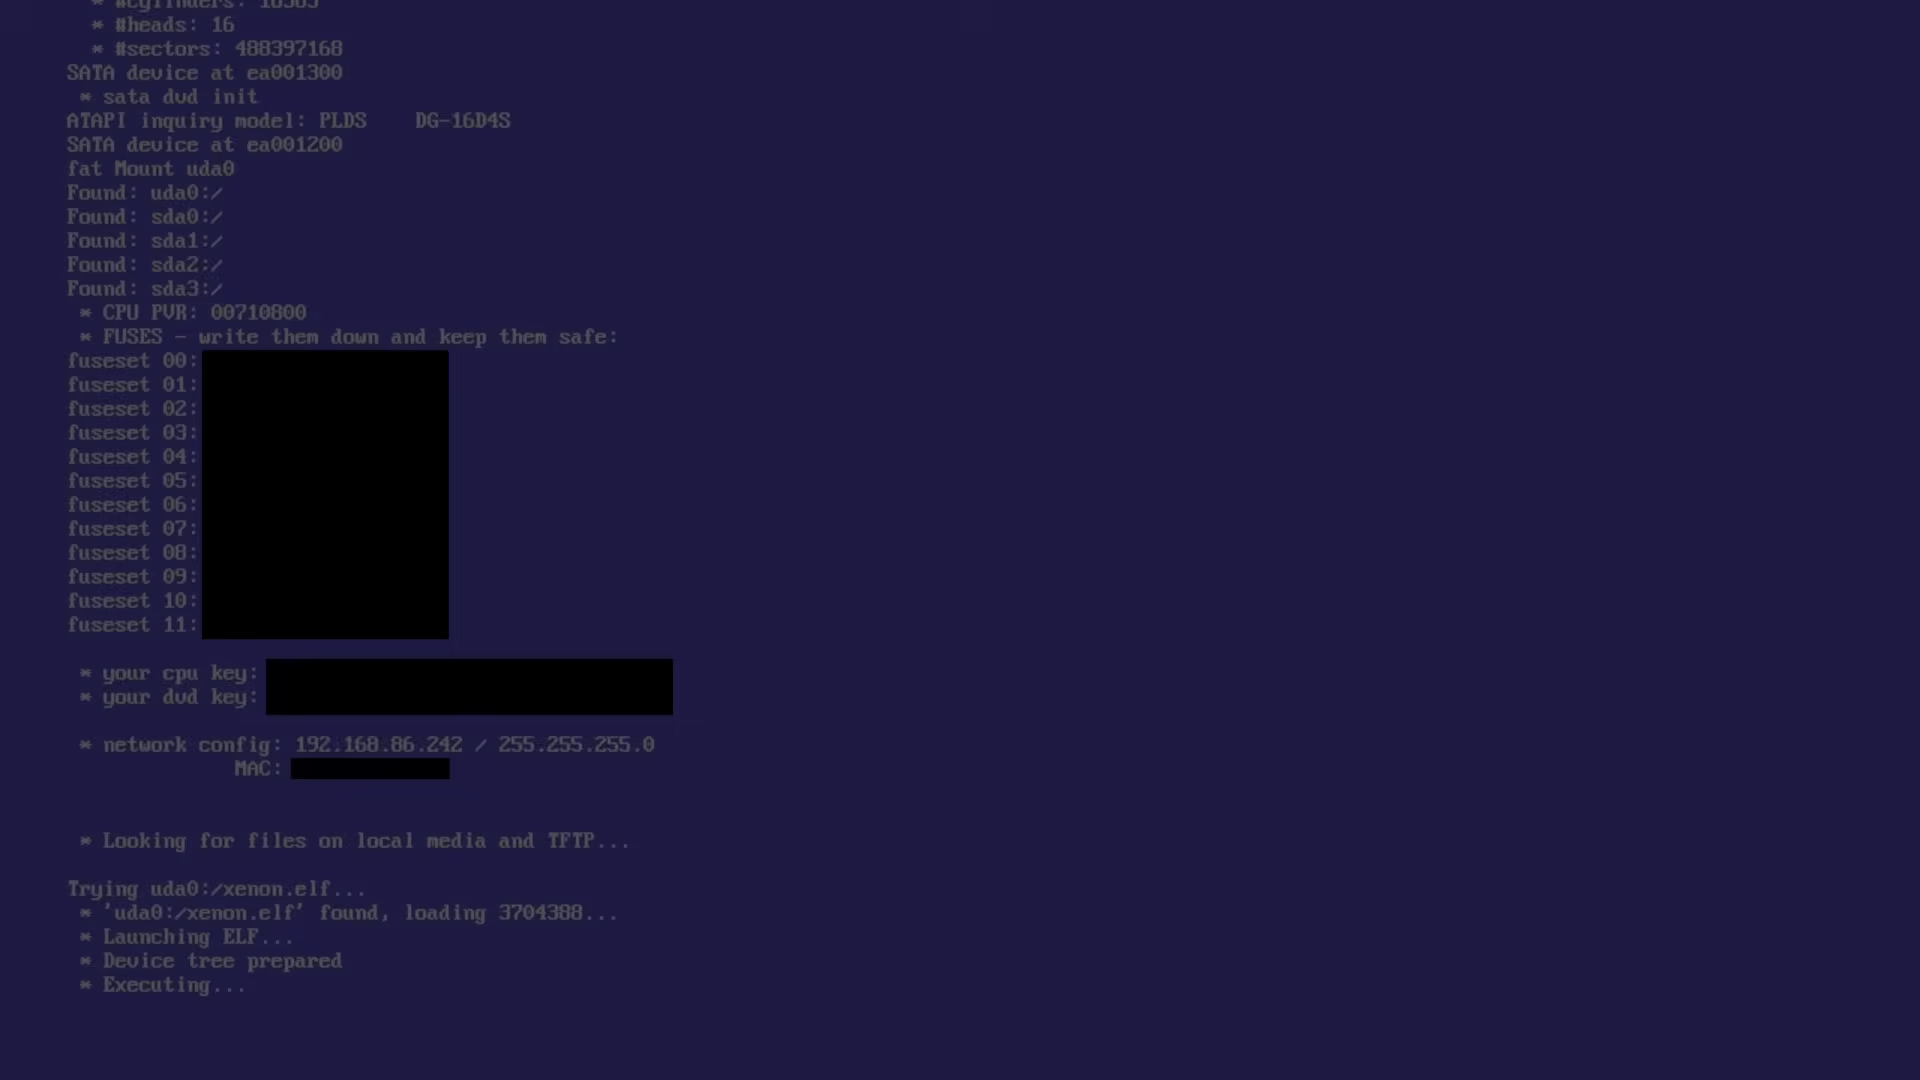 * #cylinders: 16383
* #heads: 16
* #sectors: 488397168
SATA device at ea001300
* sata dvd init
ATAPI inquiry model: PLDS    DG-16D4S
SATA device at ea001200
fat Mount uda0
Found: uda0:/
Found: sda0:/
Found: sda1:/
Found: sda2:/
Found: sda3:/
* CPU PVR: 00710800
* FUSES - write them down and keep them safe:
fuseset 00:
fuseset 01:
fuseset 02:
fuseset 03:
fuseset 04:
fuseset 05:
fuseset 06:
fuseset 07:
fuseset 08:
fuseset 09:
fuseset 10:
fuseset 11:
* your cpu key:
* your dvd key:
* network config: 192.168.86.242 / 255.255.255.0
MAC:
* Looking for files on local media and TFTP...
Trying uda0:/xenon.elf...
* 'uda0:/xenon.elf' found, loading 3704388...
* Launching ELF...
* Device tree prepared
* Executing...